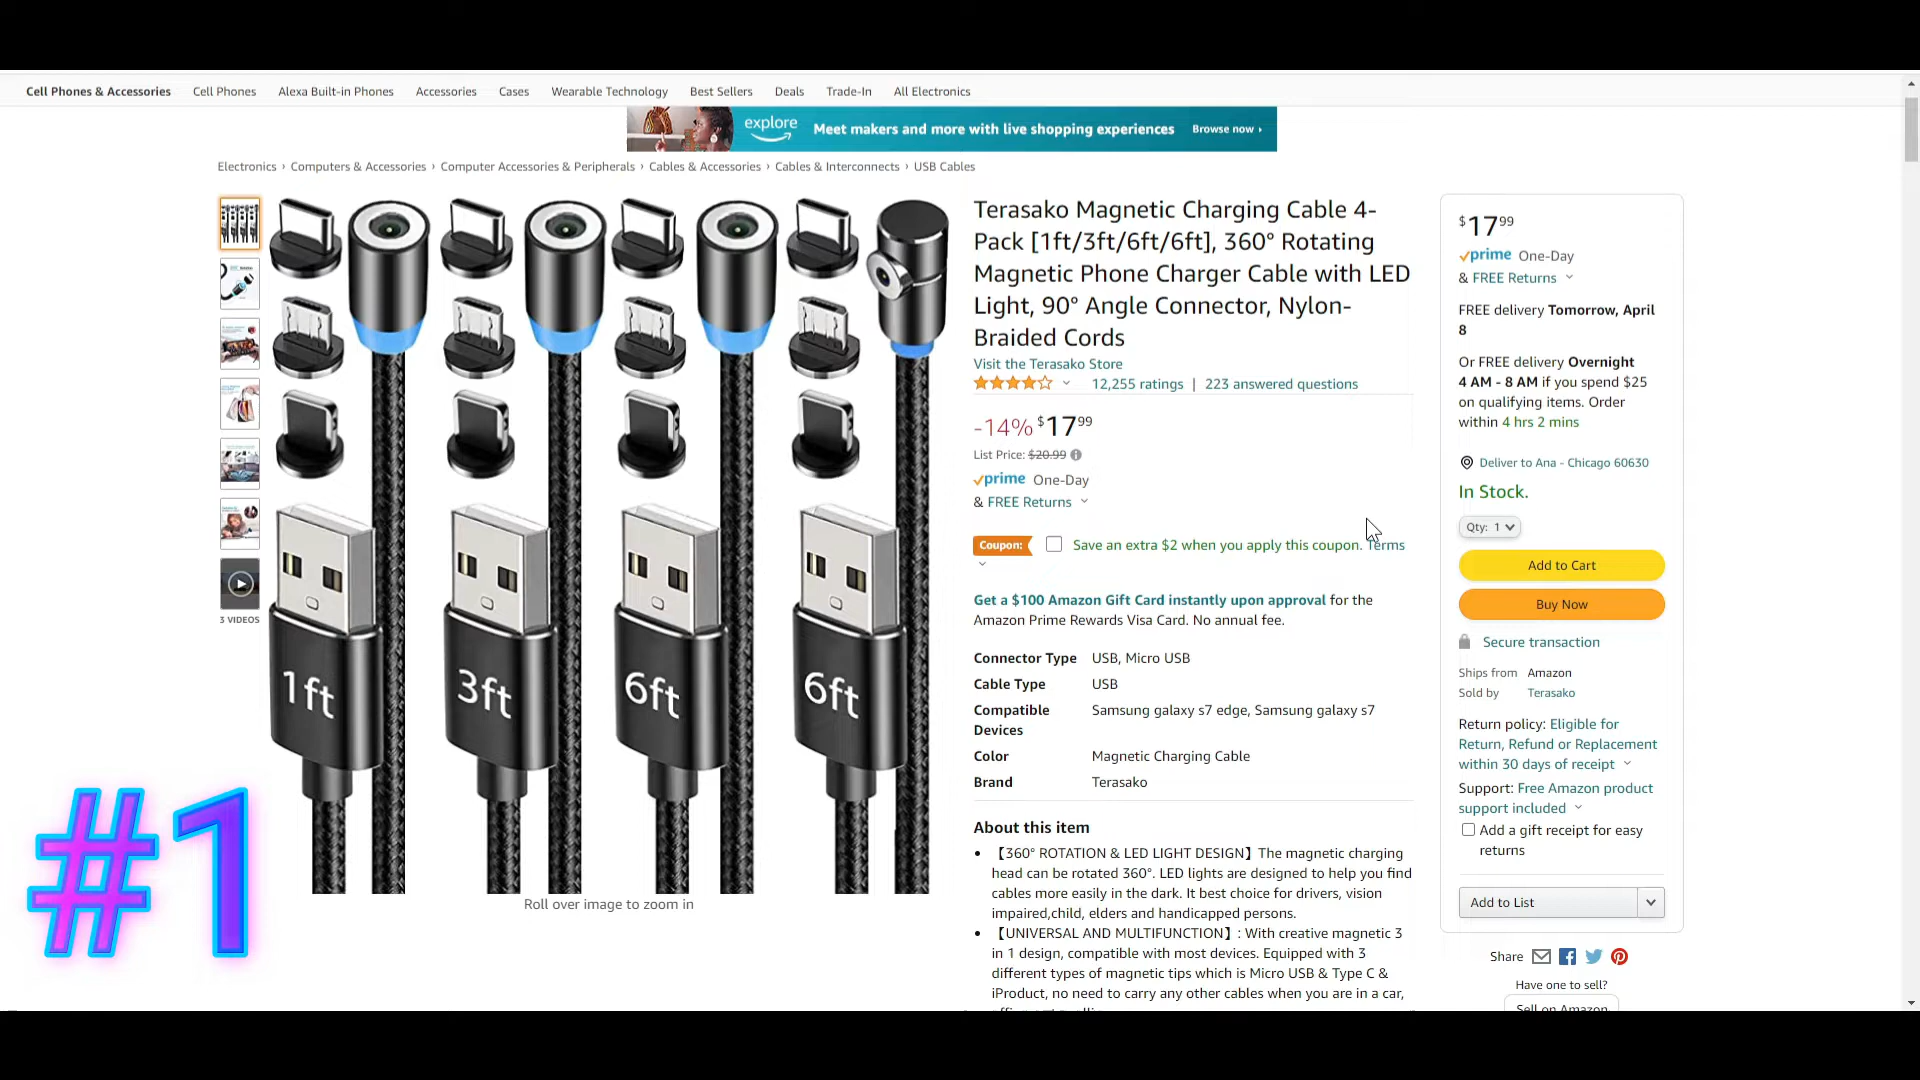 Cell Phones & Accessories Cell Phones Alexa Built-in Phones Accessories Cases Wearable Technology Best Sellers Deals Trade-In All Electronics
explore Meet makers and more with live shopping experiences Browse now ›
Electronics › Computers & Accessories › Computer Accessories & Peripherals › Cables & Accessories › Cables & Interconnects › USB Cables
3 VIDEOS
1ft 3ft 6ft 6ft
Roll over image to zoom in
#1
Terasako Magnetic Charging Cable 4-
Pack [1ft/3ft/6ft/6ft], 360° Rotating
Magnetic Phone Charger Cable with LED
Light, 90° Angle Connector, Nylon-
Braided Cords
Visit the Terasako Store
12,255 ratings | 223 answered questions
-14% $17 99
List Price: $20.99
prime One-Day
& FREE Returns
Coupon: Save an extra $2 when you apply this coupon. Terms
Get a $100 Amazon Gift Card instantly upon approval for the
Amazon Prime Rewards Visa Card. No annual fee.
Connector Type USB, Micro USB
Cable Type USB
Compatible Devices Samsung galaxy s7 edge, Samsung galaxy s7
Color Magnetic Charging Cable
Brand Terasako
About this item
• 【360° ROTATION & LED LIGHT DESIGN】The magnetic charging
head can be rotated 360°. LED lights are designed to help you find
cables more easily in the dark. It best choice for drivers, vision
impaired,child, elders and handicapped persons.
• 【UNIVERSAL AND MULTIFUNCTION】: With creative magnetic 3
in 1 design, compatible with most devices. Equipped with 3
different types of magnetic tips which is Micro USB & Type C &
iProduct, no need to carry any other cables when you are in a car,
$17 99
prime One-Day
& FREE Returns
FREE delivery Tomorrow, April
8
Or FREE delivery Overnight
4 AM - 8 AM if you spend $25
on qualifying items. Order
within 4 hrs 2 mins
Deliver to Ana - Chicago 60630
In Stock.
Qty: 1
Add to Cart
Buy Now
Secure transaction
Ships from Amazon
Sold by Terasako
Return policy: Eligible for
Return, Refund or Replacement
within 30 days of receipt
Support: Free Amazon product
support included
Add a gift receipt for easy
returns
Add to List
Share
Have one to sell?
Sell on Amazon